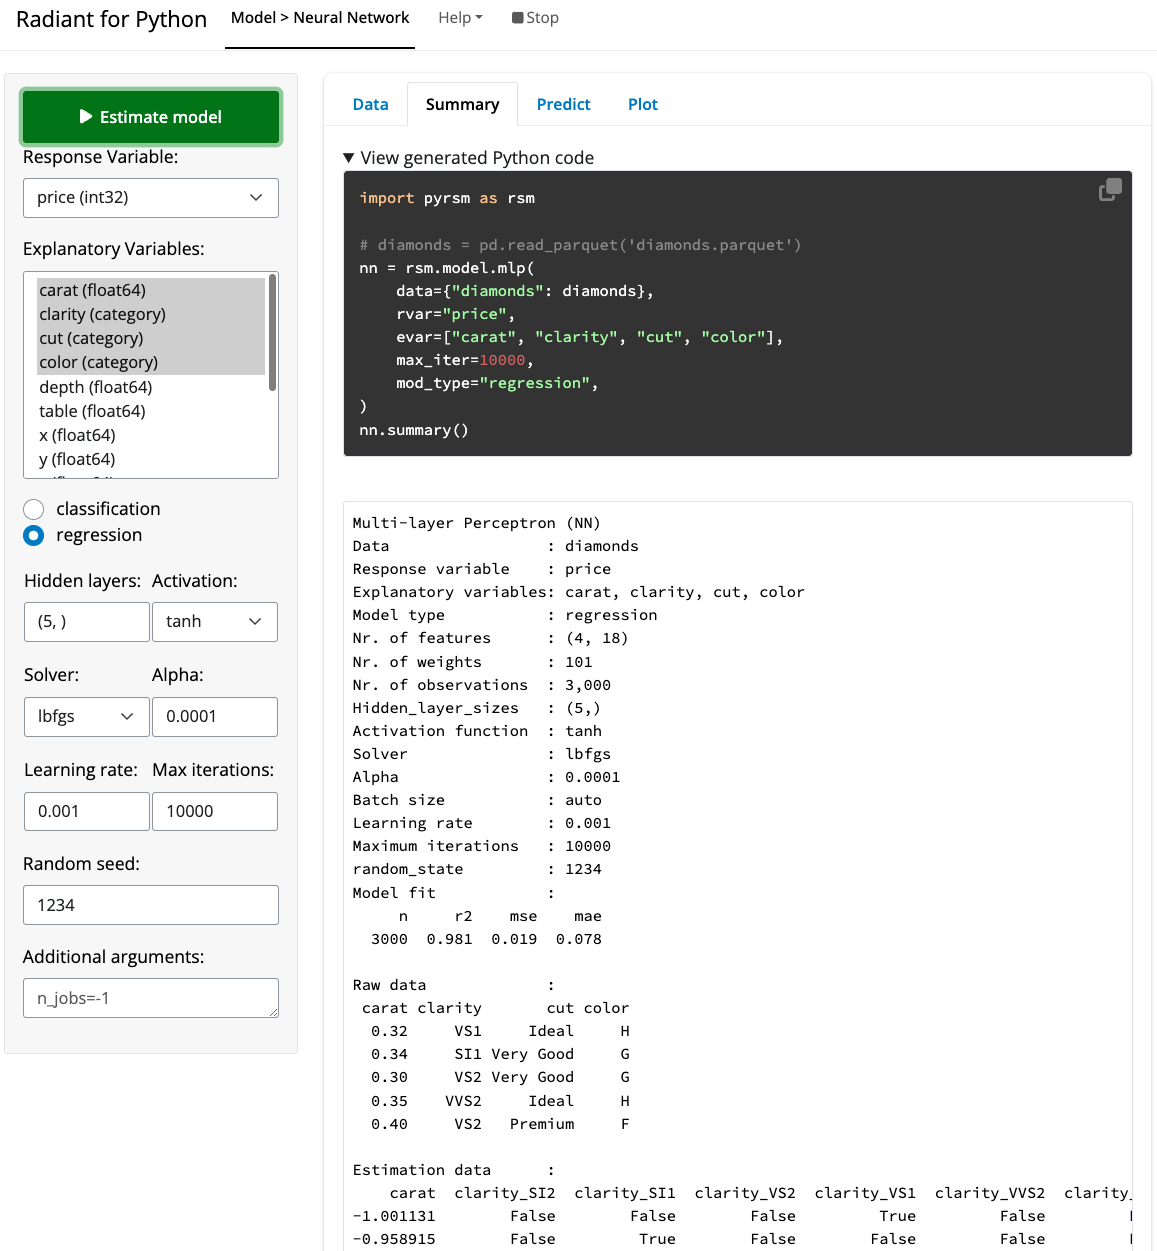 Radiant for Python Model > Neural Network Help Stop
Estimate model
Response Variable:
price (int32)
Explanatory Variables:
carat (float64)
clarity (category)
cut (category)
color (category)
depth (float64)
table (float64)
x (float64)
y (float64)
classification
regression
Hidden layers: Activation:
(5, ) tanh
Solver: Alpha:
lbfgs 0.0001
Learning rate: Max iterations:
0.001 10000
Random seed:
1234
Additional arguments:
n_jobs=-1
Data Summary Predict Plot
▼ View generated Python code
import pyrsm as rsm
# diamonds = pd.read_parquet('diamonds.parquet')
nn = rsm.model.mlp(
    data={"diamonds": diamonds},
    rvar="price",
    evar=["carat", "clarity", "cut", "color"],
    max_iter=10000,
    mod_type="regression",
)
nn.summary()
Multi-layer Perceptron (NN)
Data                 : diamonds
Response variable    : price
Explanatory variables: carat, clarity, cut, color
Model type           : regression
Nr. of features      : (4, 18)
Nr. of weights       : 101
Nr. of observations  : 3,000
Hidden_layer_sizes   : (5,)
Activation function  : tanh
Solver               : lbfgs
Alpha                : 0.0001
Batch size           : auto
Learning rate        : 0.001
Maximum iterations   : 10000
random_state         : 1234
Model fit            :
     n     r2    mse    mae
  3000  0.981  0.019  0.078
Raw data             :
 carat clarity       cut color
  0.32     VS1     Ideal     H
  0.34     SI1 Very Good     G
  0.30     VS2 Very Good     G
  0.35    VVS2     Ideal     H
  0.40     VS2   Premium     F
Estimation data      :
    carat  clarity_SI2  clarity_SI1  clarity_VS2  clarity_VS1  clarity_VVS2  clarity_
-1.001131        False        False        False         True         False
-0.958915        False         True        False        False         False